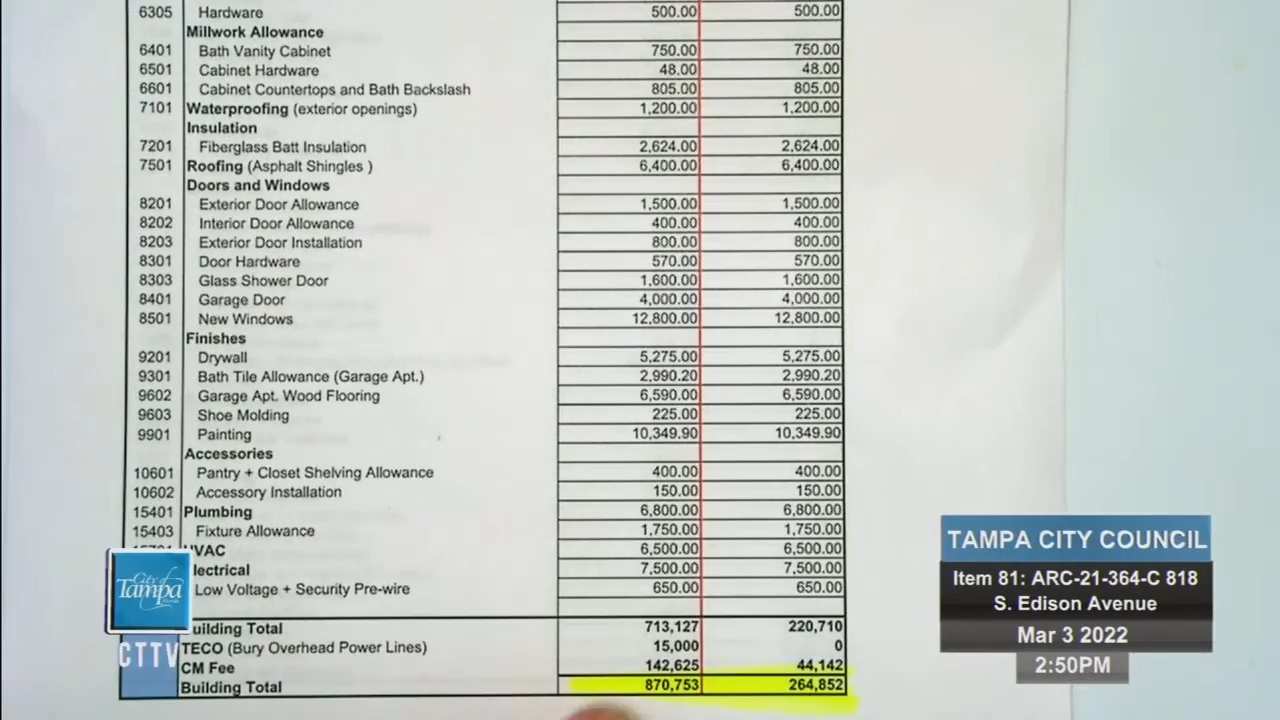 6305 Hardware 500.00 500.00
Millwork Allowance
6401 Bath Vanity Cabinet 750.00 750.00
6501 Cabinet Hardware 48.00 48.00
6601 Cabinet Countertops and Bath Backslash 805.00 805.00
7101 Waterproofing (exterior openings) 1,200.00 1,200.00
Insulation
7201 Fiberglass Batt Insulation 2,624.00 2,624.00
7501 Roofing (Asphalt Shingles ) 6,400.00 6,400.00
Doors and Windows
8201 Exterior Door Allowance 1,500.00 1,500.00
8202 Interior Door Allowance 400.00 400.00
8203 Exterior Door Installation 800.00 800.00
8301 Door Hardware 570.00 570.00
8303 Glass Shower Door 1,600.00 1,600.00
8401 Garage Door 4,000.00 4,000.00
8501 New Windows 12,800.00 12,800.00
Finishes
9201 Drywall 5,275.00 5,275.00
9301 Bath Tile Allowance (Garage Apt.) 2,990.20 2,990.20
9602 Garage Apt. Wood Flooring 6,590.00 6,590.00
9603 Shoe Molding 225.00 225.00
9901 Painting 10,349.90 10,349.90
Accessories
10601 Pantry + Closet Shelving Allowance 400.00 400.00
10602 Accessory Installation 150.00 150.00
15401 Plumbing 6,800.00 6,800.00
15403 Fixture Allowance 1,750.00 1,750.00
HVAC 6,500.00 6,500.00
lectrical 7,500.00 7,500.00
Low Voltage + Security Pre-wire 650.00 650.00
uilding Total 713,127 220,710
TECO (Bury Overhead Power Lines) 15,000 0
CM Fee 142,625 44,142
Building Total 870,753 264,852
City of
Tampa
CTTV
TAMPA CITY COUNCIL
Item 81: ARC-21-364-C 818
S. Edison Avenue
Mar 3 2022
2:50PM